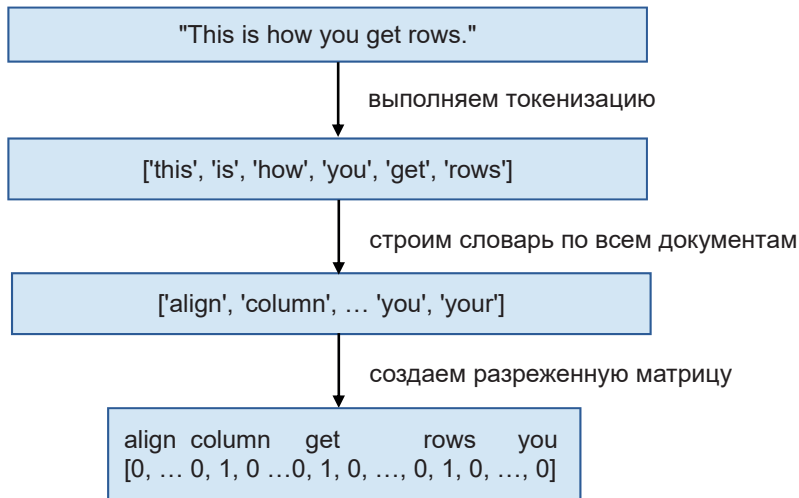 "This is how you get rows."
выполняем токенизацию
['this', 'is', 'how', 'you', 'get', 'rows']
строим словарь по всем документам
['align', 'column', … 'you', 'your']
создаем разреженную матрицу
align column get rows you
[0, … 0, 1, 0 …0, 1, 0, …, 0, 1, 0, …, 0]